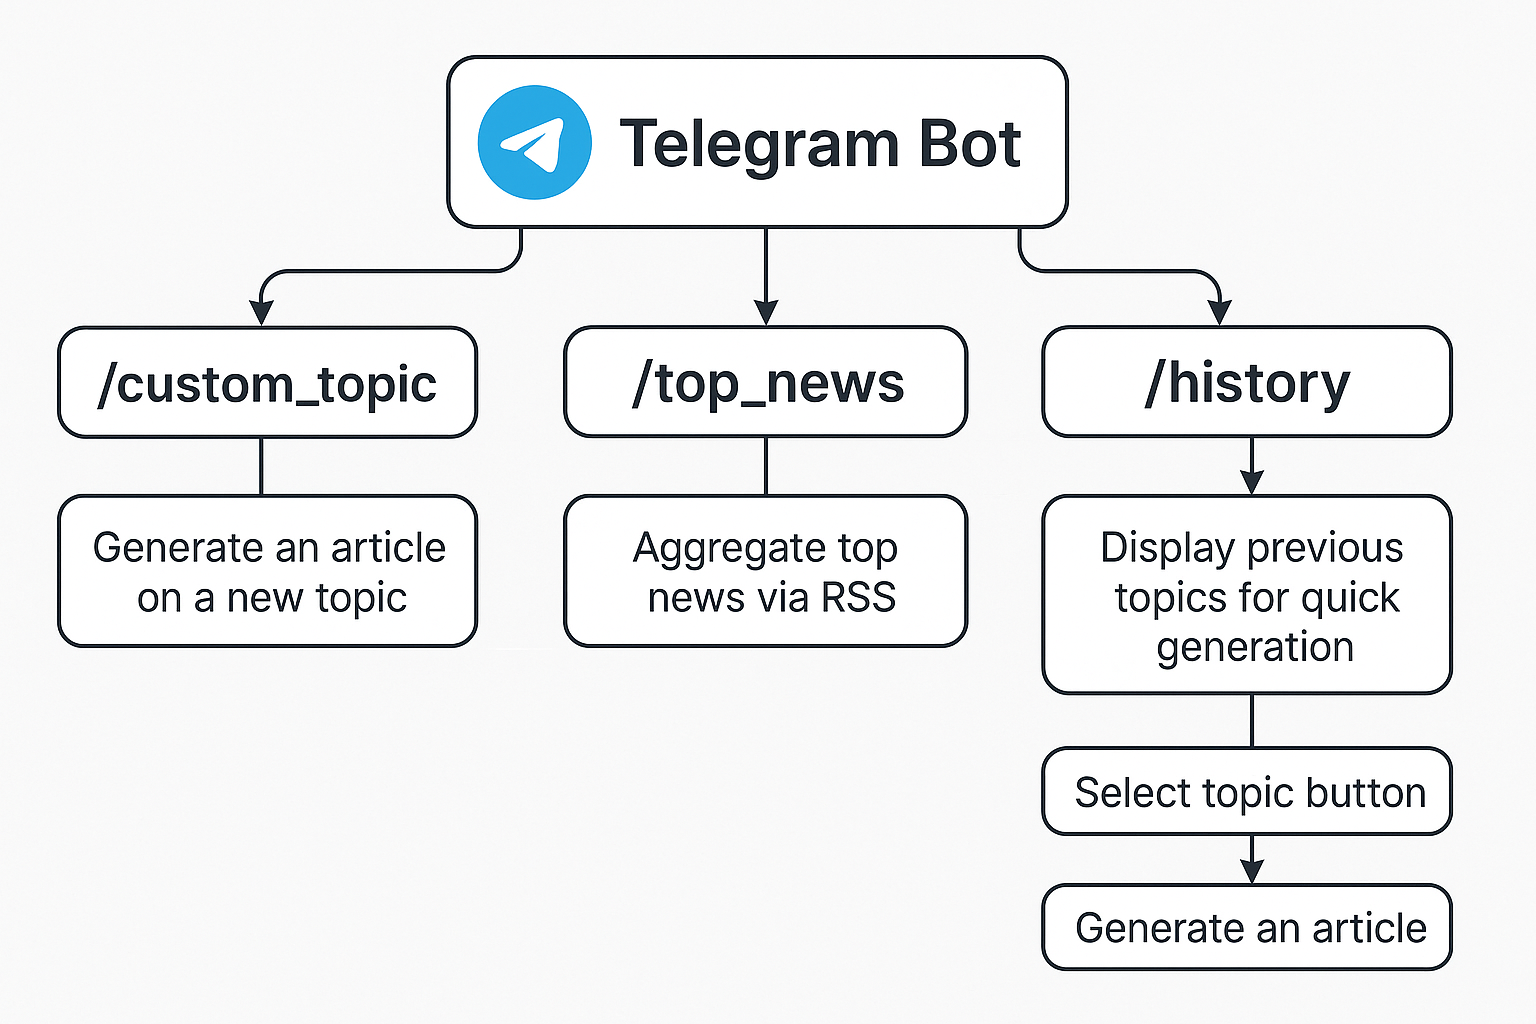 Telegram Bot
/custom_topic
/top_news
/history
Generate an article
on a new topic
Aggregate top
news via RSS
Display previous
topics for quick
generation
Select topic button
Generate an article